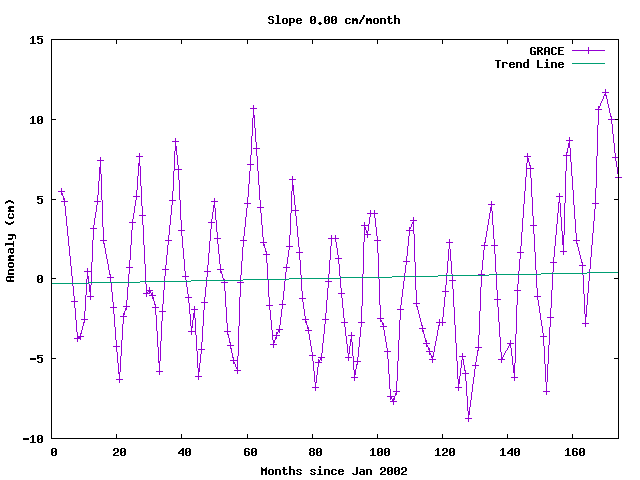 Slope 0.00 cm/month
GRACE
Trend Line
15
10
5
0
-5
-10
Anomaly (cm)
0 20 40 60 80 100 120 140 160
Months since Jan 2002